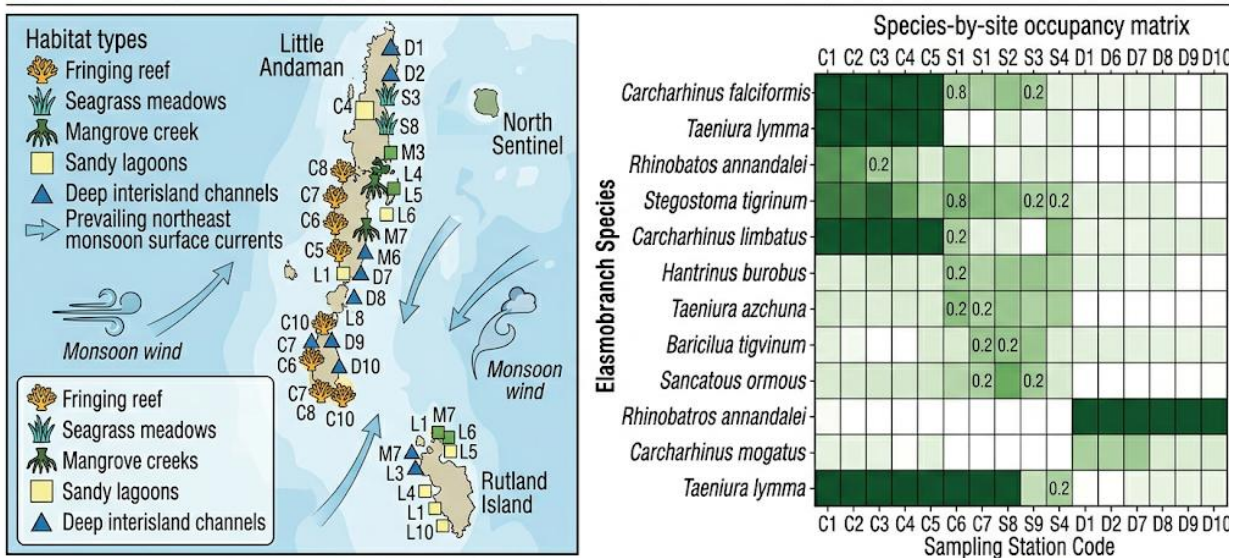 Habitat types
Fringing reef
Seagrass meadows
Mangrove creek
Sandy lagoons
Deep interisland channels
Prevailing northeast
monsoon surface currents
Little
Andaman
North
Sentinel
D1
D2
S3
C4
S8
M3
C8
L4
C7
L5
C6
L6
M7
C5
M6
L1
D7
D8
L8
C10
C7
D9
C6
D10
C7
C8
C10
Monsoon wind
Monsoon
wind
Fringing reef
Seagrass meadows
Mangrove creeks
Sandy lagoons
Deep interisland channels
M7
L1
L6
M7
L5
L3
L4
L1
L10
Rutland
Island
Species-by-site occupancy matrix
C1 C2 C3 C4 C5 S1 S1 S2 S3 S4 D1 D6 D7 D8 D9 D10
Elasmobranch Species
Carcharhinus falciformis 0.8 0.2
Taeniura lymma
Rhinobatos annandalei 0.2
Stegostoma tigrinum 0.8 0.2 0.2
Carcharhinus limbatus 0.2
Hantrinus burobus 0.2
Taeniura azchuna 0.2 0.2
Baricilua tigvinum 0.2 0.2
Sancatous ormous 0.2 0.2
Rhinobatros annandalei
Carcharhinus mogatus
Taeniura lymma 0.2
C1 C2 C3 C4 C5 C6 C7 S8 S9 S4 D1 D2 D7 D8 D9 D10
Sampling Station Code